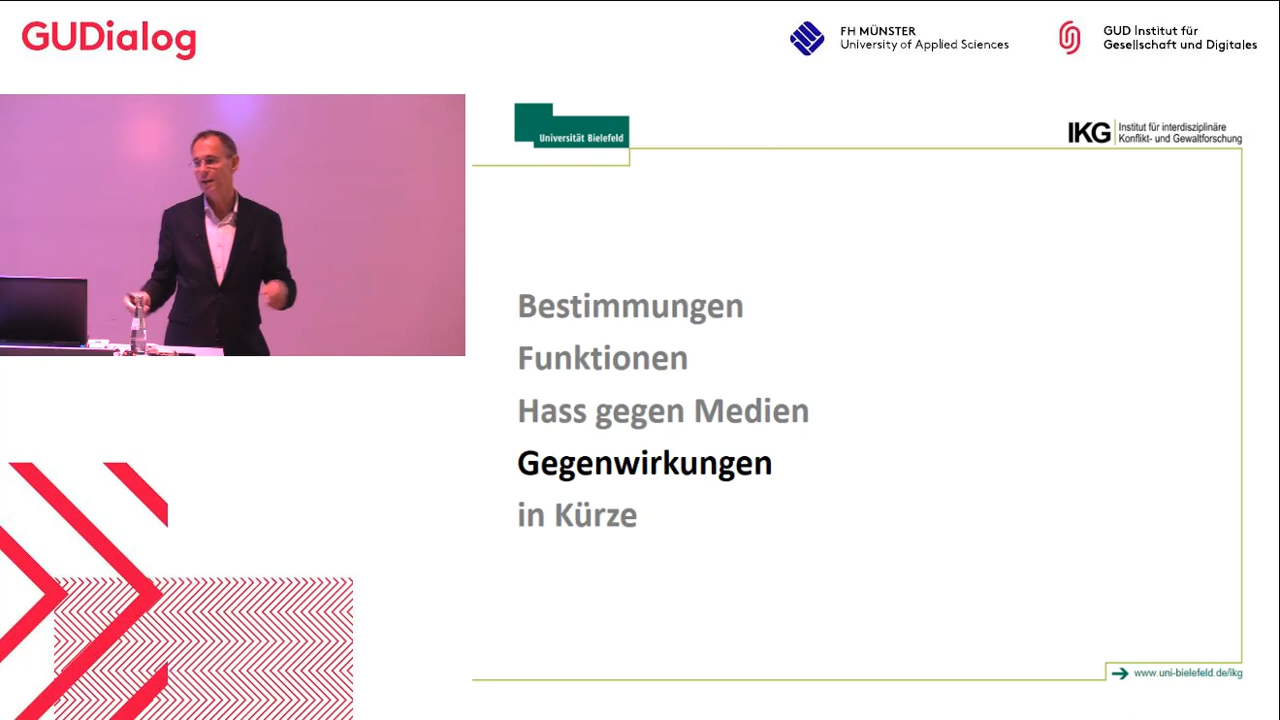 GUDialog
FH MÜNSTER
University of Applied Sciences
GUD Institut für
Gesellschaft und Digitales
Universität Bielefeld
IKG
Institut für interdisziplinäre
Konflikt- und Gewaltforschung
Bestimmungen
Funktionen
Hass gegen Medien
Gegenwirkungen
in Kürze
www.uni-bielefeld.de/ikg